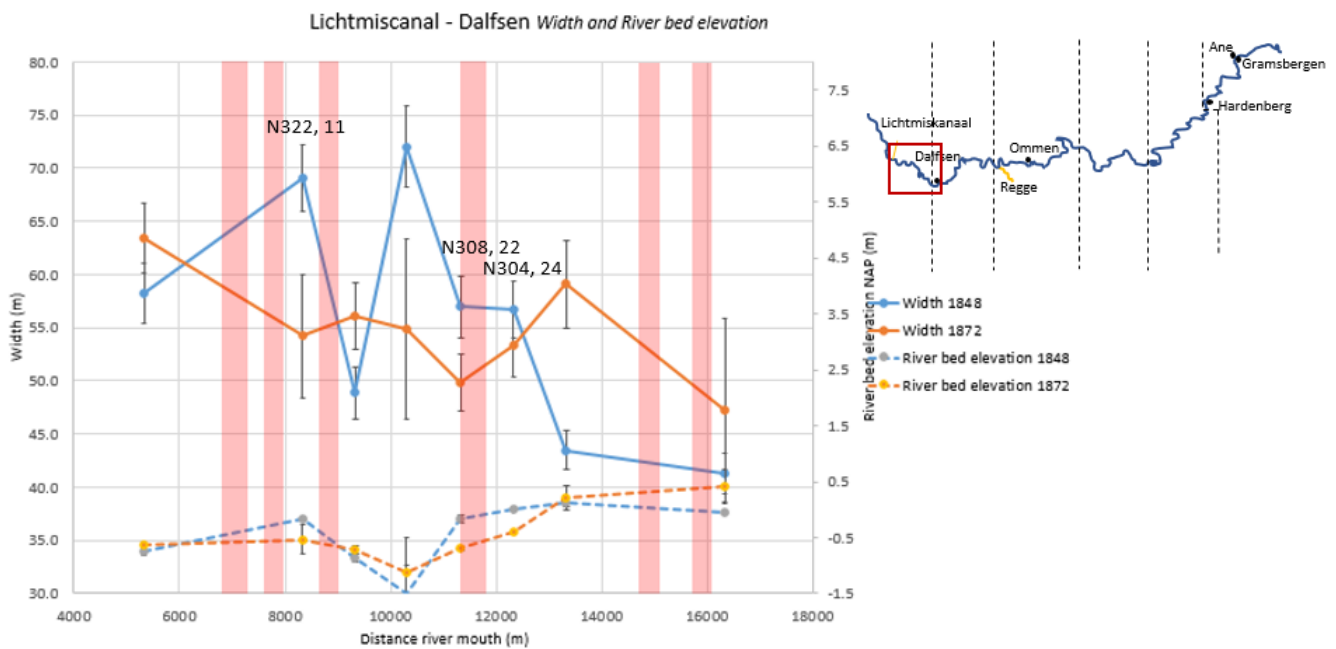 Lichtmiscanal - Dalfsen Width and River bed elevation
80.0
75.0
70.0
65.0
60.0
55.0
50.0
45.0
40.0
35.0
30.0
Width (m)
7.5
6.5
5.5
4.5
3.5
2.5
1.5
0.5
-0.5
-1.5
River bed elevation NAP (m)
4000
6000
8000
10000
12000
14000
16000
18000
Distance river mouth (m)
N322, 11
N308, 22
N304, 24
Width 1848
Width 1872
River bed elevation 1848
River bed elevation 1872
Ane
Gramsbergen
Hardenberg
Lichtmiskanaal
Dalfsen
Ommen
Regge